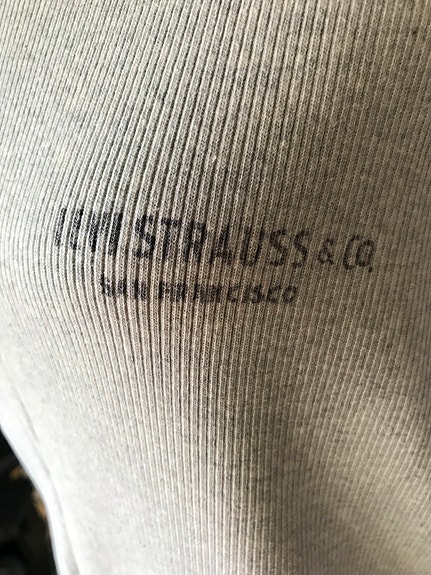 LEVI STRAUSS & CO.
SAN FRANCISCO